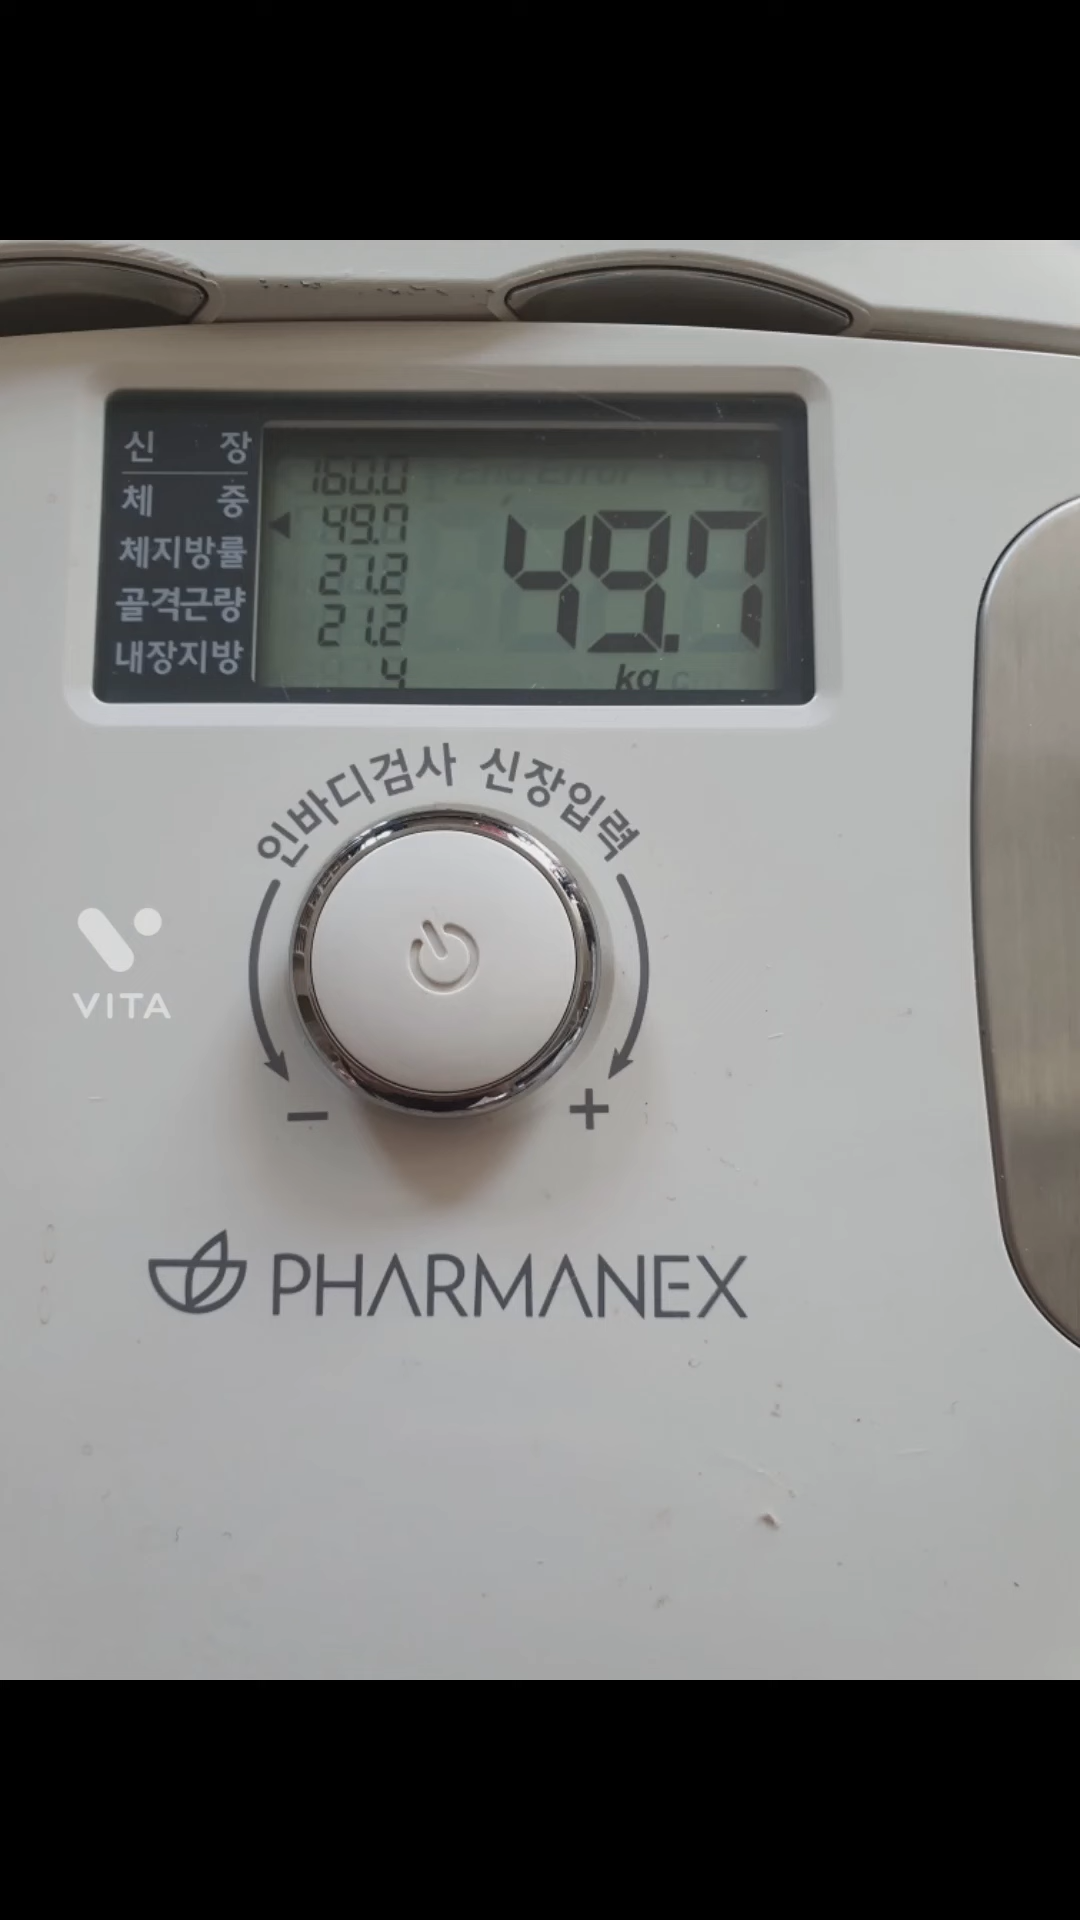 신 장 160.0
체 중 49.7
체지방률 21.2
골격근량 21.2
내장지방 4
49.7
kg
인바디검사 신장입력
VITA
− +
PHARMANEX